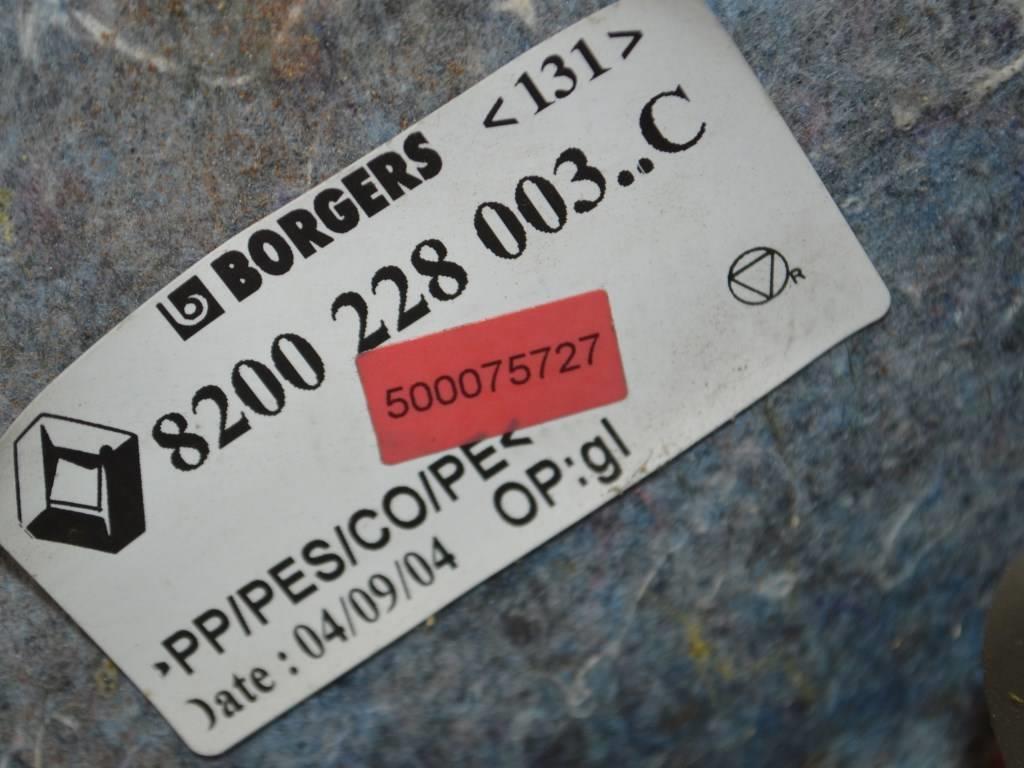 <131>
BORGERS
8200 228 003..C
500075727
>PP/PES/CO/PE<
OP:gl
Date : 04/09/04
R